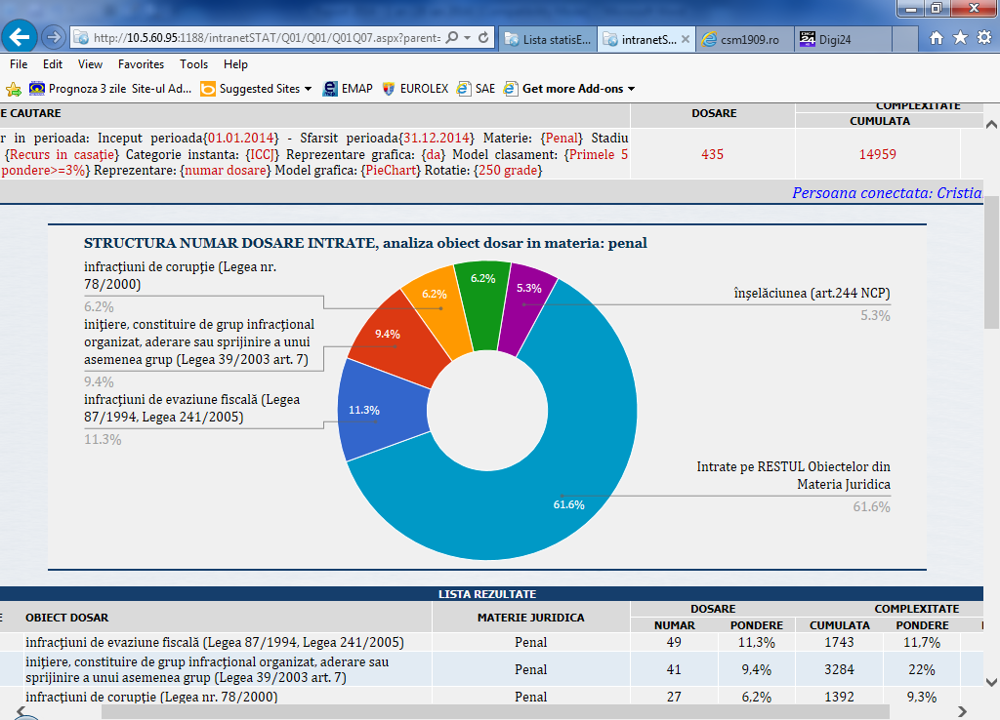 http://10.5.60.95:1188/intranetSTAT/Q01/Q01/Q01Q07.aspx?parent=
Lista statisE...
intranetS...
csm1909.ro
Digi24
File Edit View Favorites Tools Help
Prognoza 3 zile Site-ul Ad...
Suggested Sites
EMAP
EUROLEX
SAE
Get more Add-ons
E CAUTARE
DOSARE
COMPLEXITATE
CUMULATA
r in perioada: Inceput perioada{01.01.2014} - Sfarsit perioada{31.12.2014} Materie: {Penal} Stadiu
{Recurs in casaţie} Categorie instanta: {ICCJ} Reprezentare grafica: {da} Model clasament: {Primele 5
pondere>=3%} Reprezentare: {numar dosare} Model grafica: {PieChart} Rotatie: {250 grade}
435
14959
Persoana conectata: Cristia
STRUCTURA NUMAR DOSARE INTRATE, analiza obiect dosar in materia: penal
infracţiuni de corupţie (Legea nr.
78/2000)
6.2%
iniţiere, constituire de grup infracţional
organizat, aderare sau sprijinire a unui
asemenea grup (Legea 39/2003 art. 7)
9.4%
infracţiuni de evaziune fiscală (Legea
87/1994, Legea 241/2005)
11.3%
6.2%
6.2%
5.3%
9.4%
11.3%
61.6%
înşelăciunea (art.244 NCP)
5.3%
Intrate pe RESTUL Obiectelor din
Materia Juridica
61.6%
LISTA REZULTATE
E OBIECT DOSAR MATERIE JURIDICA DOSARE COMPLEXITATE
NUMAR PONDERE CUMULATA PONDERE
infracţiuni de evaziune fiscală (Legea 87/1994, Legea 241/2005) Penal 49 11,3% 1743 11,7%
iniţiere, constituire de grup infracţional organizat, aderare sau
sprijinire a unui asemenea grup (Legea 39/2003 art. 7) Penal 41 9,4% 3284 22%
infracţiuni de corupţie (Legea nr. 78/2000) Penal 27 6,2% 1392 9,3%